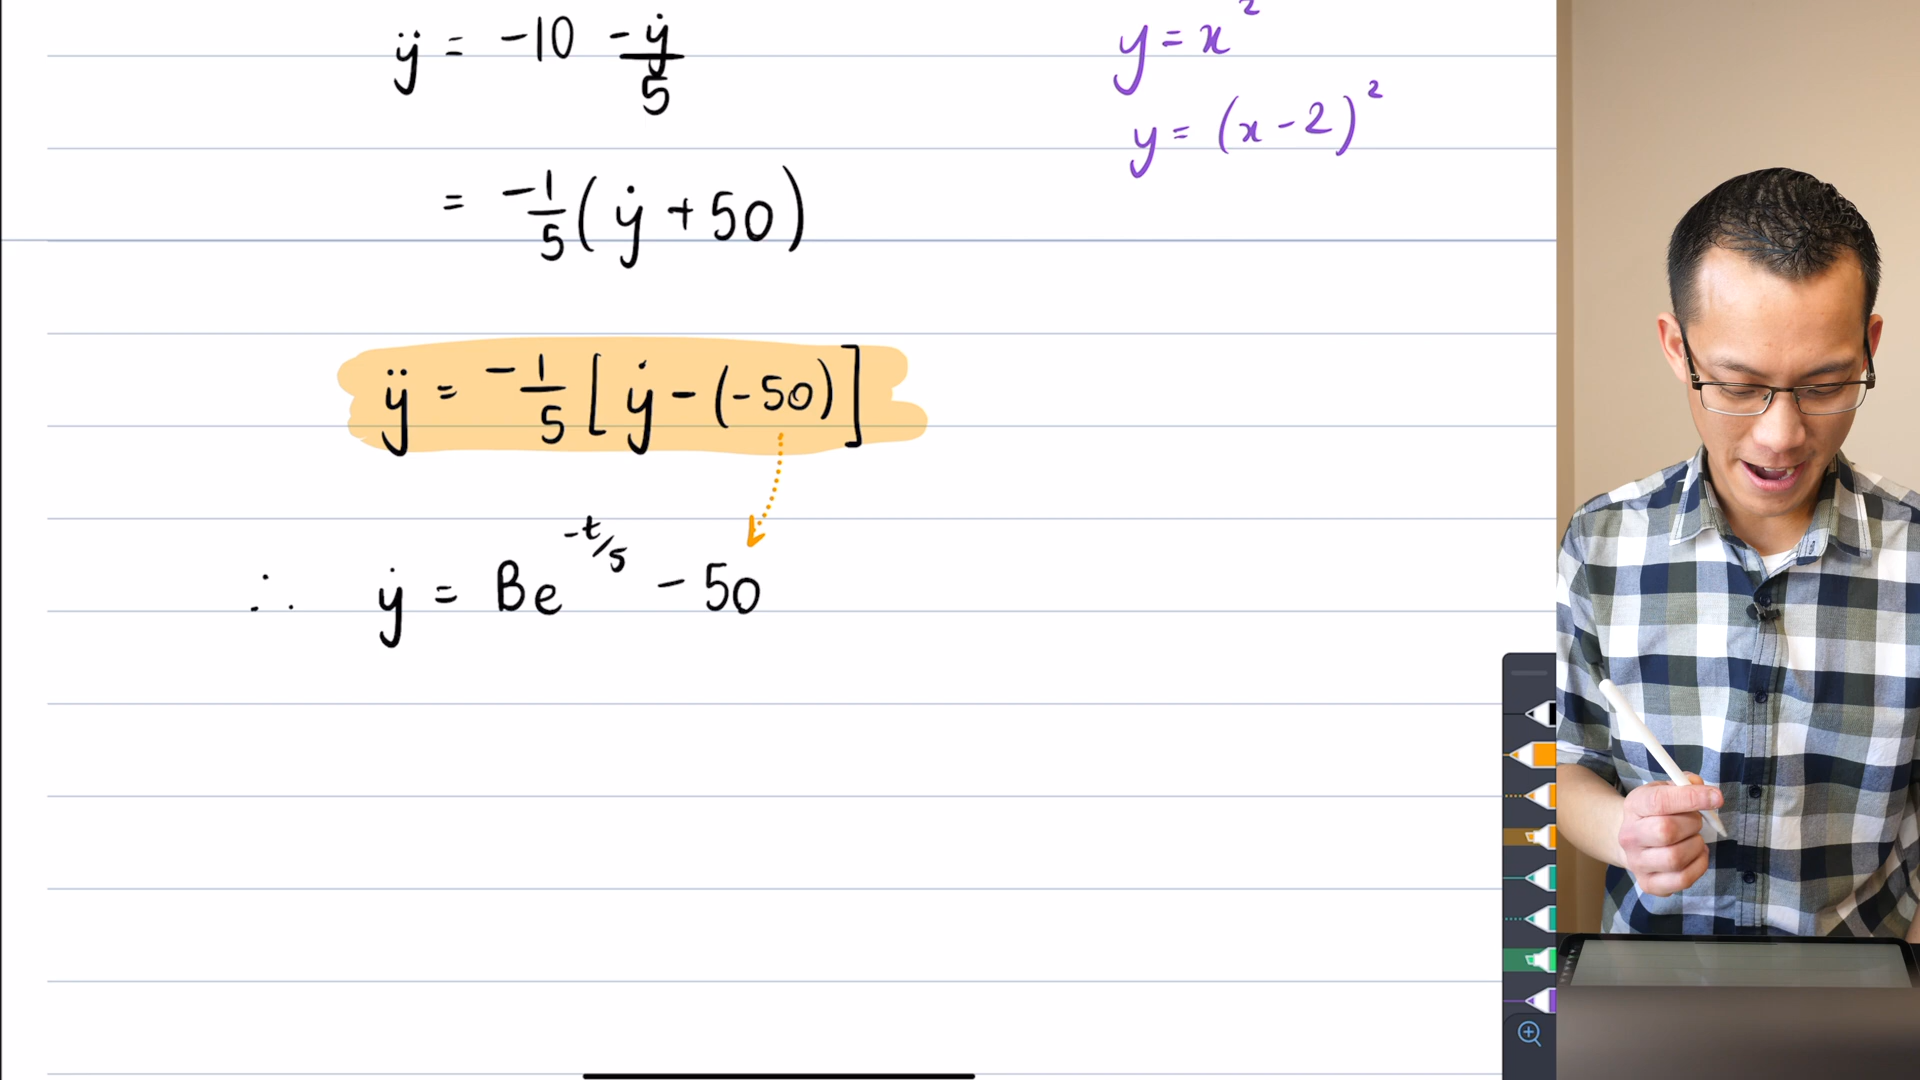 ÿ = -10 - ẏ/5
= -1/5 (ẏ + 50)
ÿ = -1/5 [ẏ - (-50)]
∴ ẏ = Be^(-t/5) - 50
y = x²
y = (x - 2)²